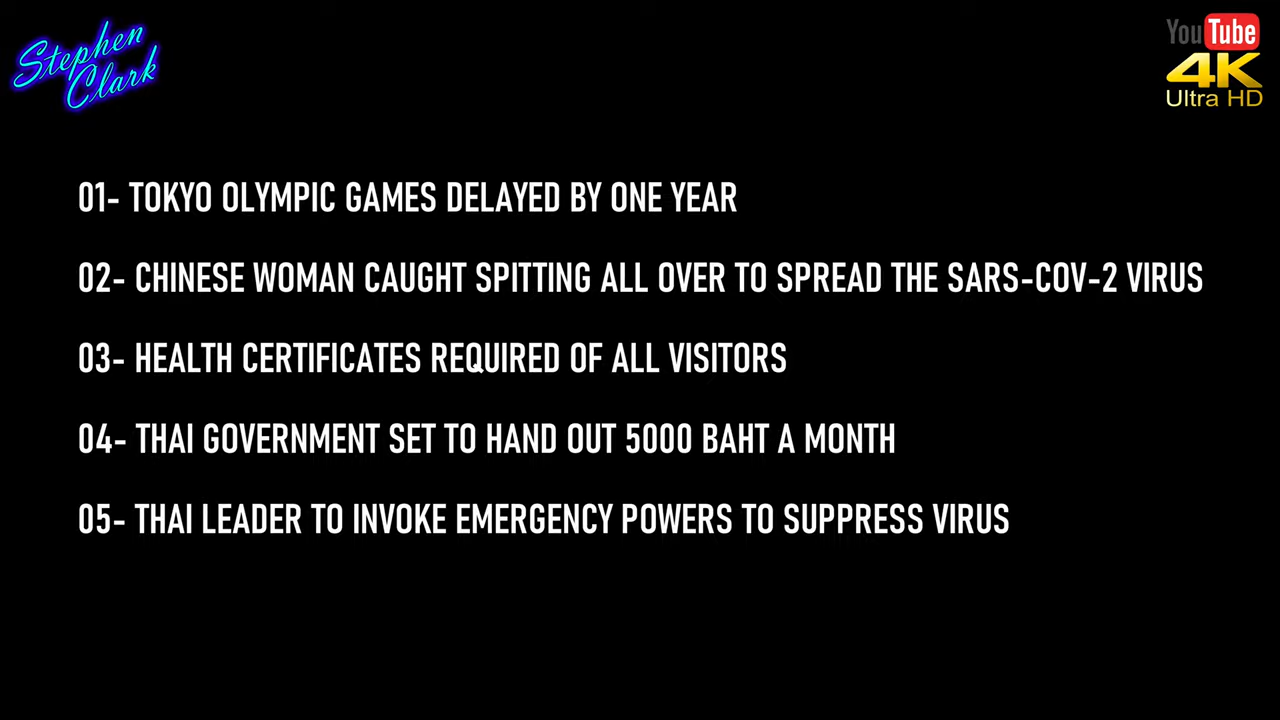 Stephen
Clark
YouTube
4K
Ultra HD
01- TOKYO OLYMPIC GAMES DELAYED BY ONE YEAR
02- CHINESE WOMAN CAUGHT SPITTING ALL OVER TO SPREAD THE SARS-COV-2 VIRUS
03- HEALTH CERTIFICATES REQUIRED OF ALL VISITORS
04- THAI GOVERNMENT SET TO HAND OUT 5000 BAHT A MONTH
05- THAI LEADER TO INVOKE EMERGENCY POWERS TO SUPPRESS VIRUS